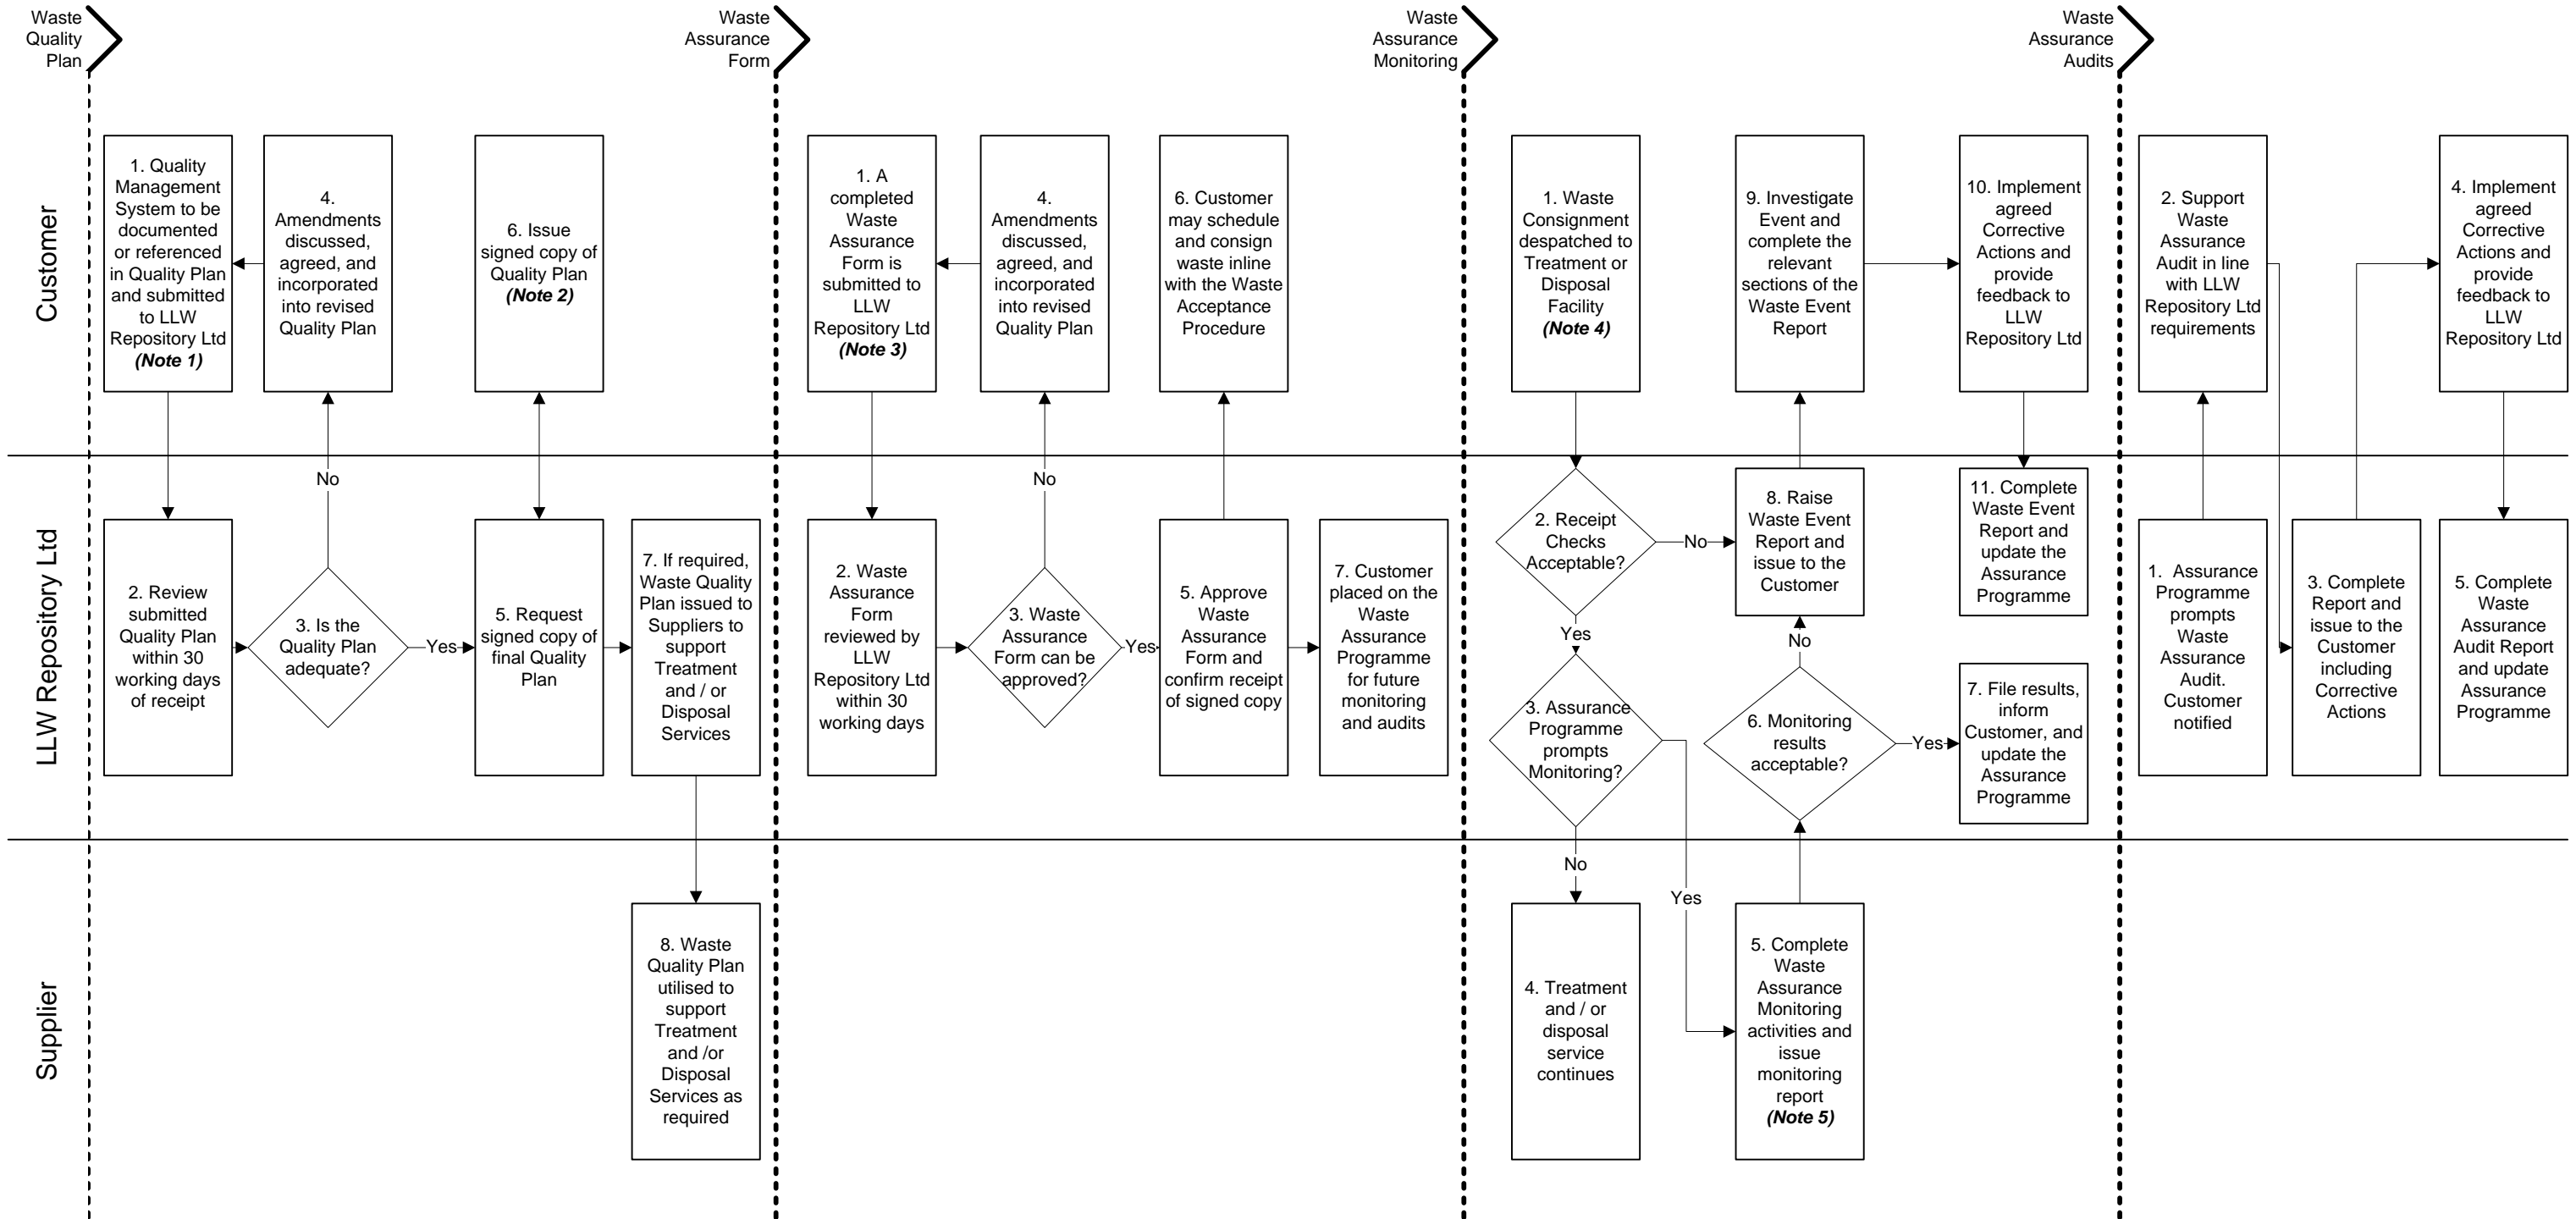 Waste
Quality
Plan
Waste
Assurance
Form
Waste
Assurance
Monitoring
Waste
Assurance
Audits
Customer
1. Quality
Management
System to be
documented
or referenced
in Quality Plan
and submitted
to LLW
Repository Ltd
(Note 1)
4.
Amendments
discussed,
agreed, and
incorporated
into revised
Quality Plan
6. Issue
signed copy of
Quality Plan
(Note 2)
1. A
completed
Waste
Assurance
Form is
submitted to
LLW
Repository Ltd
(Note 3)
4.
Amendments
discussed,
agreed, and
incorporated
into revised
Quality Plan
6. Customer
may schedule
and consign
waste inline
with the Waste
Acceptance
Procedure
1. Waste
Consignment
despatched to
Treatment or
Disposal
Facility
(Note 4)
9. Investigate
Event and
complete the
relevant
sections of the
Waste Event
Report
10. Implement
agreed
Corrective
Actions and
provide
feedback to
LLW
Repository Ltd
2. Support
Waste
Assurance
Audit in line
with LLW
Repository Ltd
requirements
4. Implement
agreed
Corrective
Actions and
provide
feedback to
LLW
Repository Ltd
LLW Repository Ltd
2. Review
submitted
Quality Plan
within 30
working days
of receipt
No
3. Is the
Quality Plan
adequate?
Yes
5. Request
signed copy of
final Quality
Plan
7. If required,
Waste Quality
Plan issued to
Suppliers to
support
Treatment
and / or
Disposal
Services
2. Waste
Assurance
Form
reviewed by
LLW
Repository Ltd
within 30
working days
No
3. Waste
Assurance
Form can be
approved?
Yes
5. Approve
Waste
Assurance
Form and
confirm receipt
of signed copy
7. Customer
placed on the
Waste
Assurance
Programme
for future
monitoring
and audits
2. Receipt
Checks
Acceptable?
No
Yes
3. Assurance
Programme
prompts
Monitoring?
8. Raise
Waste Event
Report and
issue to the
Customer
No
6. Monitoring
results
acceptable?
Yes
11. Complete
Waste Event
Report and
update the
Assurance
Programme
7. File results,
inform
Customer, and
update the
Assurance
Programme
1. Assurance
Programme
prompts
Waste
Assurance
Audit.
Customer
notified
3. Complete
Report and
issue to the
Customer
including
Corrective
Actions
5. Complete
Waste
Assurance
Audit Report
and update
Assurance
Programme
Supplier
8. Waste
Quality Plan
utilised to
support
Treatment
and /or
Disposal
Services as
required
No
4. Treatment
and / or
disposal
service
continues
Yes
5. Complete
Waste
Assurance
Monitoring
activities and
issue
monitoring
report
(Note 5)